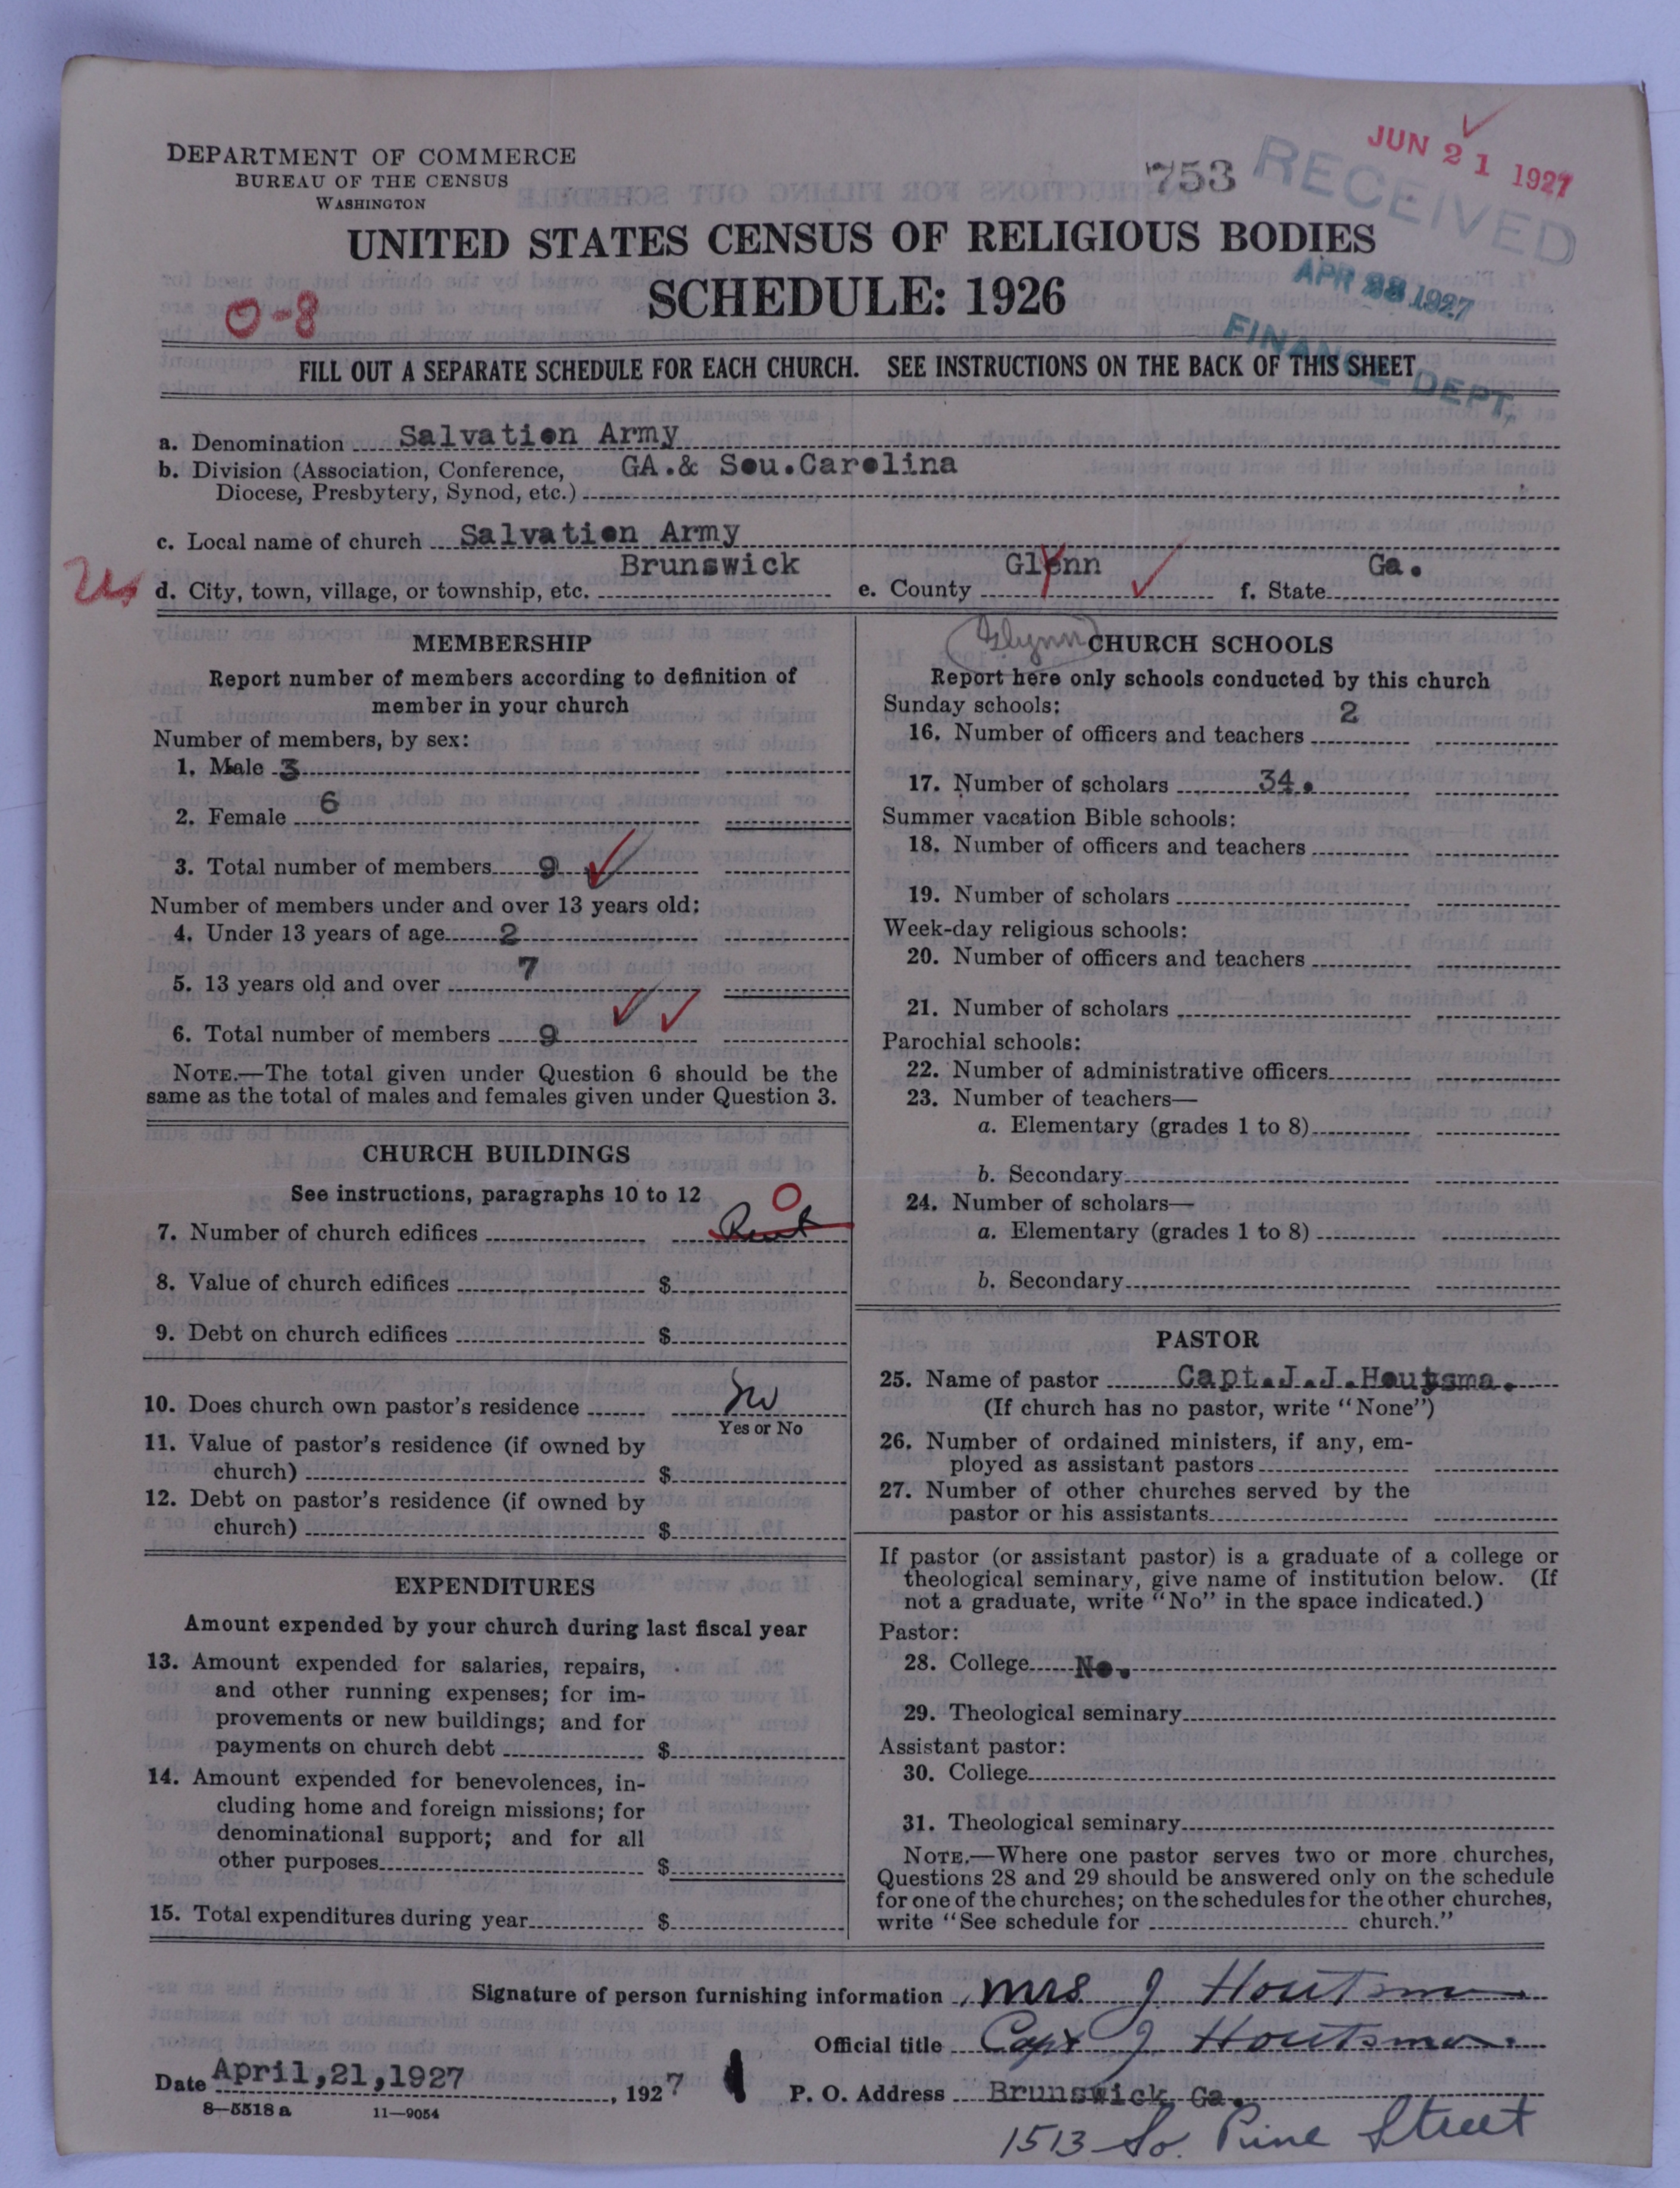 JUN 21 1927
DEPARTMENT OF COMMERCE
BUREAU OF THE CENSUS
WASHINGTON
753
RECEIVED
APR 28 1927
FINANCE DEPT.
UNITED STATES CENSUS OF RELIGIOUS BODIES
SCHEDULE: 1926
O-8
FILL OUT A SEPARATE SCHEDULE FOR EACH CHURCH. SEE INSTRUCTIONS ON THE BACK OF THIS SHEET
a. Denomination Salvation Army
b. Division (Association, Conference, GA.& Sou.Carolina
Diocese, Presbytery, Synod, etc.)
c. Local name of church Salvation Army
d. City, town, village, or township, etc. Brunswick e. County Glynn f. State Ga.
MEMBERSHIP
Report number of members according to definition of
member in your church
Number of members, by sex:
1. Male 3
2. Female 6
3. Total number of members 9
Number of members under and over 13 years old:
4. Under 13 years of age 2
5. 13 years old and over 7
6. Total number of members 9
NOTE.—The total given under Question 6 should be the
same as the total of males and females given under Question 3.
CHURCH BUILDINGS
See instructions, paragraphs 10 to 12
7. Number of church edifices Rent 0
8. Value of church edifices $
9. Debt on church edifices $
10. Does church own pastor's residence No
Yes or No
11. Value of pastor's residence (if owned by
church) $
12. Debt on pastor's residence (if owned by
church) $
EXPENDITURES
Amount expended by your church during last fiscal year
13. Amount expended for salaries, repairs,
and other running expenses; for im-
provements or new buildings; and for
payments on church debt $
14. Amount expended for benevolences, in-
cluding home and foreign missions; for
denominational support; and for all
other purposes $
15. Total expenditures during year $
Glynn
CHURCH SCHOOLS
Report here only schools conducted by this church
Sunday schools:
16. Number of officers and teachers 2
17. Number of scholars 34.
Summer vacation Bible schools:
18. Number of officers and teachers
19. Number of scholars
Week-day religious schools:
20. Number of officers and teachers
21. Number of scholars
Parochial schools:
22. Number of administrative officers
23. Number of teachers—
a. Elementary (grades 1 to 8)
b. Secondary
24. Number of scholars—
a. Elementary (grades 1 to 8)
b. Secondary
PASTOR
25. Name of pastor Capt.J.J.Houtsma.
(If church has no pastor, write "None")
26. Number of ordained ministers, if any, em-
ployed as assistant pastors
27. Number of other churches served by the
pastor or his assistants
If pastor (or assistant pastor) is a graduate of a college or
theological seminary, give name of institution below. (If
not a graduate, write "No" in the space indicated.)
Pastor:
28. College No.
29. Theological seminary
Assistant pastor:
30. College
31. Theological seminary
NOTE.—Where one pastor serves two or more churches,
Questions 28 and 29 should be answered only on the schedule
for one of the churches; on the schedules for the other churches,
write "See schedule for church."
Signature of person furnishing information Mrs J Houtsma
Official title Capt J Houtsma.
Date April,21,1927, 1927 P. O. Address Brunswick Ga.
8—5518 a 11—9054
1513 So. Pine Street